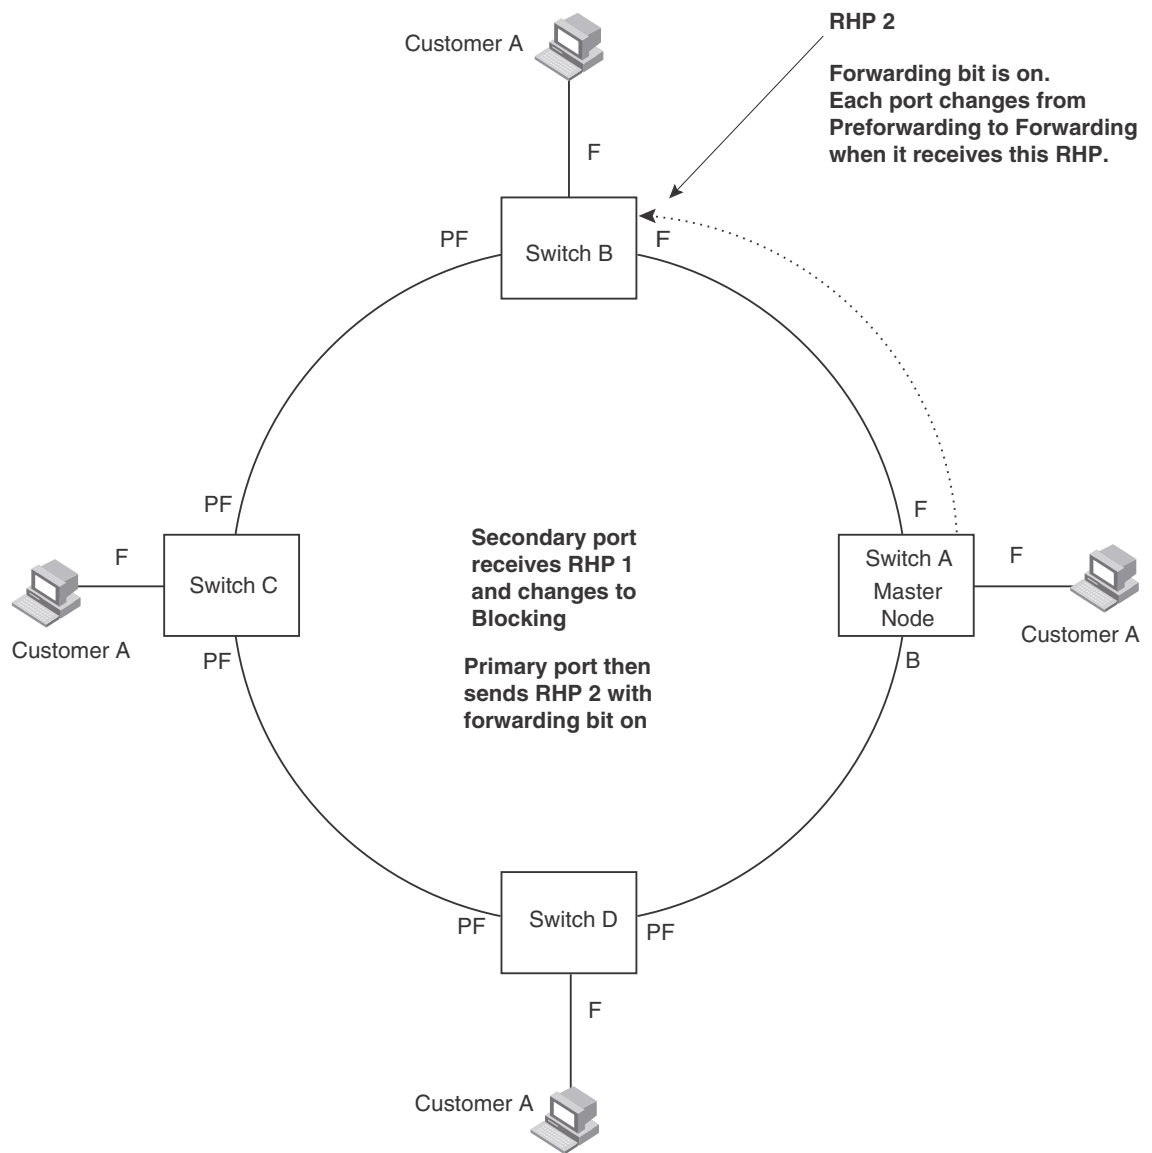 RHP 2
Customer A
Forwarding bit is on.
Each port changes from
Preforwarding to Forwarding
when it receives this RHP.
F
PF
Switch B
F
PF
F
F
Switch C
Customer A
PF
Secondary port
receives RHP 1
and changes to
Blocking
Primary port then
sends RHP 2 with
forwarding bit on
Switch A
Master
Node
F
Customer A
B
PF
Switch D
PF
F
Customer A